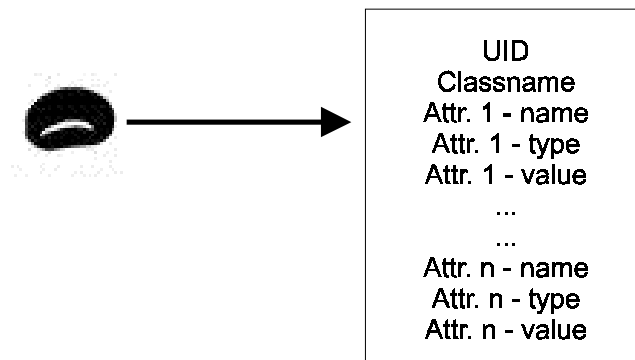 UID
Classname
Attr. 1 - name
Attr. 1 - type
Attr. 1 - value
...
...
Attr. n - name
Attr. n - type
Attr. n - value